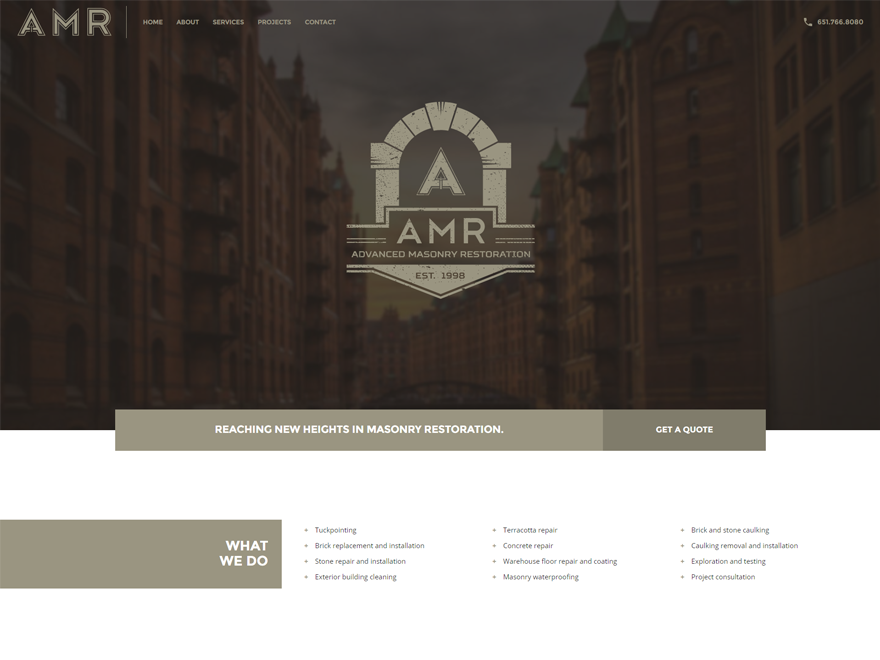 AMR
HOME ABOUT SERVICES PROJECTS CONTACT
651.766.8080
A
AMR
ADVANCED MASONRY RESTORATION
EST. 1998
REACHING NEW HEIGHTS IN MASONRY RESTORATION.
GET A QUOTE
WHAT
WE DO
+ Tuckpointing
+ Brick replacement and installation
+ Stone repair and installation
+ Exterior building cleaning
+ Terracotta repair
+ Concrete repair
+ Warehouse floor repair and coating
+ Masonry waterproofing
+ Brick and stone caulking
+ Caulking removal and installation
+ Exploration and testing
+ Project consultation